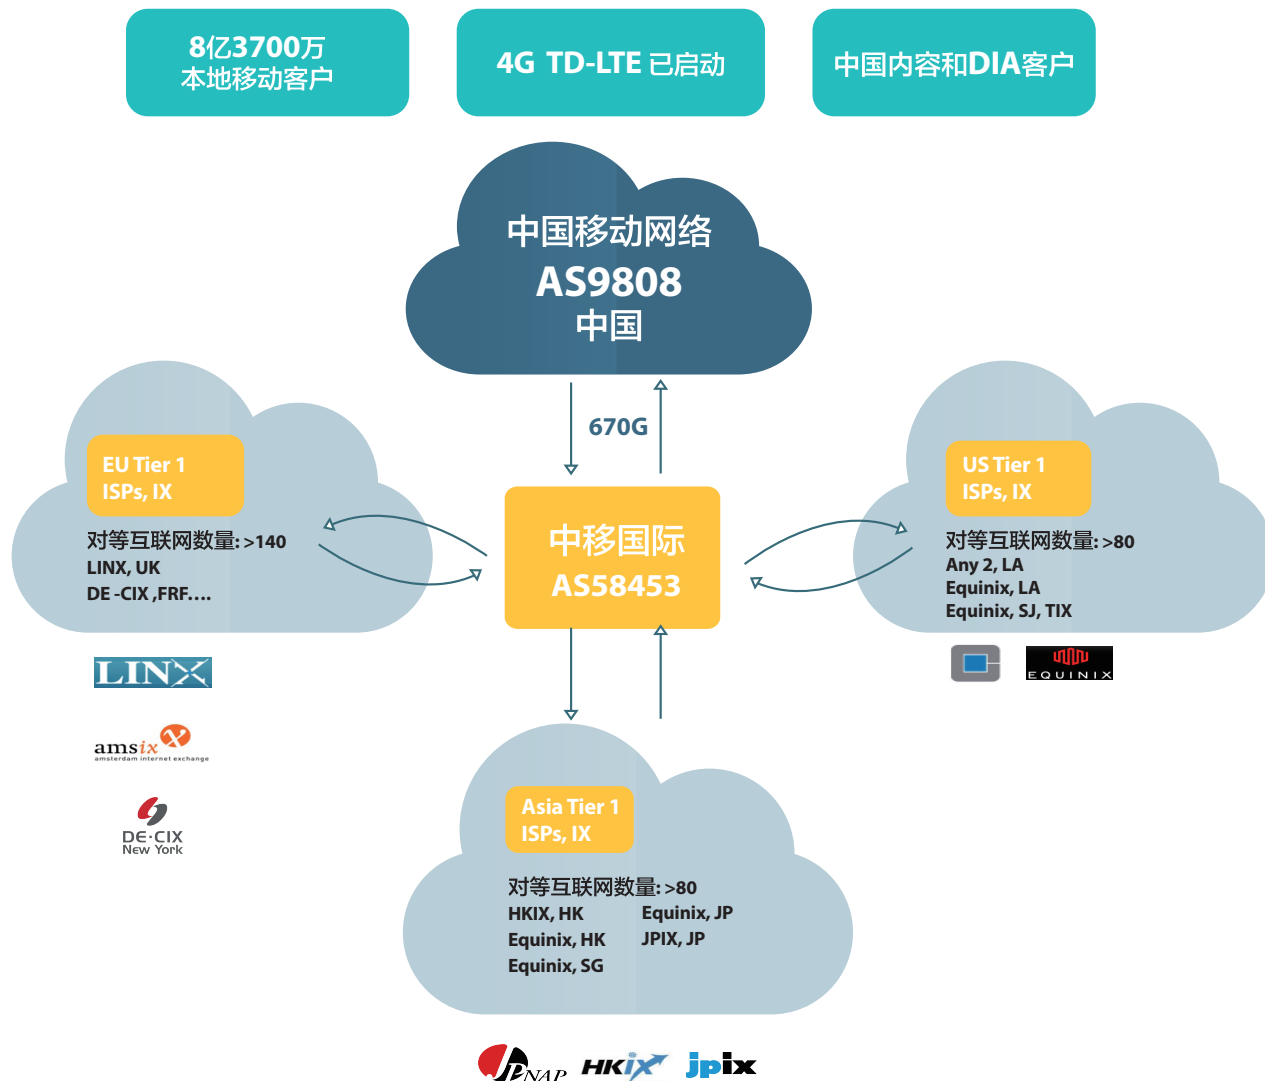 8亿3700万
本地移动客户
4G TD-LTE 已启动
中国内容和DIA客户
中国移动网络
AS9808
中国
670G
EU Tier 1
ISPs, IX
对等互联网数量: >140
LINX, UK
DE -CIX ,FRF....
中移国际
AS58453
US Tier 1
ISPs, IX
对等互联网数量: >80
Any 2, LA
Equinix, LA
Equinix, SJ, TIX
LINX
EQUINIX
amsix
amsterdam internet exchange
DE-CIX
New York
Asia Tier 1
ISPs, IX
对等互联网数量: >80
HKIX, HK
Equinix, HK
Equinix, SG
Equinix, JP
JPIX, JP
JPNAP
HKIX
jpix